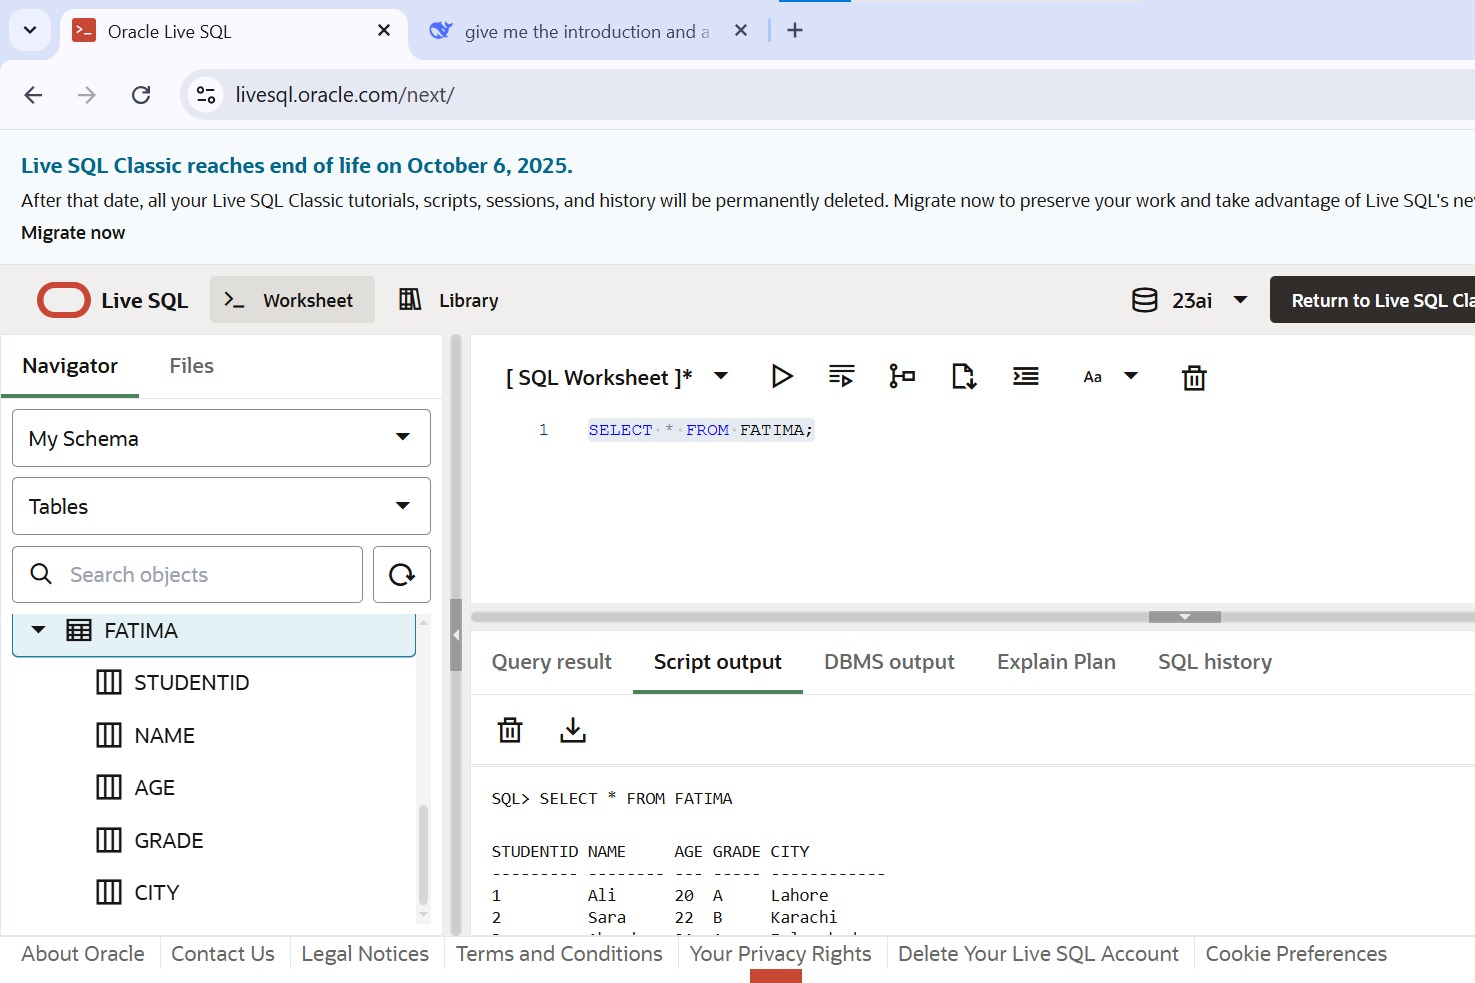 Oracle Live SQL
give me the introduction and a
livesql.oracle.com/next/
Live SQL Classic reaches end of life on October 6, 2025.
After that date, all your Live SQL Classic tutorials, scripts, sessions, and history will be permanently deleted. Migrate now to preserve your work and take advantage of Live SQL's ne
Migrate now
Live SQL
Worksheet
Library
23ai
Return to Live SQL Cla
Navigator
Files
My Schema
Tables
Search objects
FATIMA
STUDENTID
NAME
AGE
GRADE
CITY
[ SQL Worksheet ]*
Aa
1 SELECT * FROM FATIMA;
Query result
Script output
DBMS output
Explain Plan
SQL history
SQL> SELECT * FROM FATIMA
STUDENTID NAME     AGE GRADE CITY
--------- -------- --- ----- ------------
1         Ali      20  A     Lahore
2         Sara     22  B     Karachi
About Oracle
Contact Us
Legal Notices
Terms and Conditions
Your Privacy Rights
Delete Your Live SQL Account
Cookie Preferences